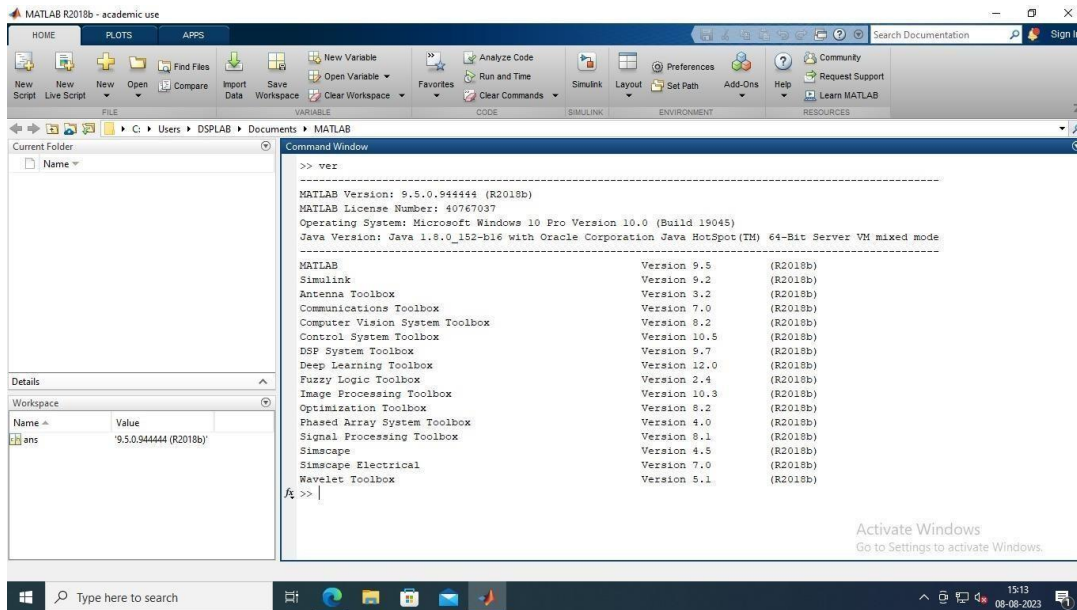 MATLAB R2018b - academic use
HOME PLOTS APPS
Search Documentation
Sign In
New Script
New Live Script
New
Open
Find Files
Compare
Import Data
Save Workspace
New Variable
Open Variable
Clear Workspace
Favorites
Analyze Code
Run and Time
Clear Commands
Simulink
Layout
Preferences
Set Path
Add-Ons
Help
Community
Request Support
Learn MATLAB
FILE VARIABLE CODE SIMULINK ENVIRONMENT RESOURCES
C: Users DSPLAB Documents MATLAB
Current Folder
Name
Details
Workspace
Name Value
ans '9.5.0.944444 (R2018b)'
Command Window
>> ver
MATLAB Version: 9.5.0.944444 (R2018b)
MATLAB License Number: 40767037
Operating System: Microsoft Windows 10 Pro Version 10.0 (Build 19045)
Java Version: Java 1.8.0_152-b16 with Oracle Corporation Java HotSpot(TM) 64-Bit Server VM mixed mode
MATLAB Version 9.5 (R2018b)
Simulink Version 9.2 (R2018b)
Antenna Toolbox Version 3.2 (R2018b)
Communications Toolbox Version 7.0 (R2018b)
Computer Vision System Toolbox Version 8.2 (R2018b)
Control System Toolbox Version 10.5 (R2018b)
DSP System Toolbox Version 9.7 (R2018b)
Deep Learning Toolbox Version 12.0 (R2018b)
Fuzzy Logic Toolbox Version 2.4 (R2018b)
Image Processing Toolbox Version 10.3 (R2018b)
Optimization Toolbox Version 8.2 (R2018b)
Phased Array System Toolbox Version 4.0 (R2018b)
Signal Processing Toolbox Version 8.1 (R2018b)
Simscape Version 4.5 (R2018b)
Simscape Electrical Version 7.0 (R2018b)
Wavelet Toolbox Version 5.1 (R2018b)
fx >>
Activate Windows
Go to Settings to activate Windows.
Type here to search
15:13
08-08-2023